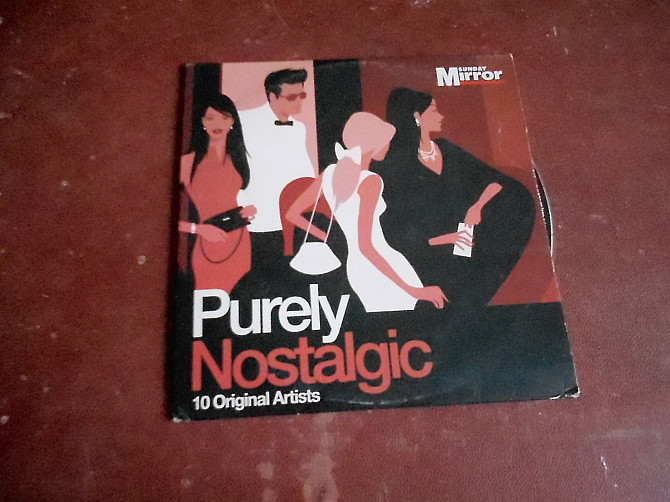 SUNDAY
Mirror
Purely
Nostalgic
10 Original Artists